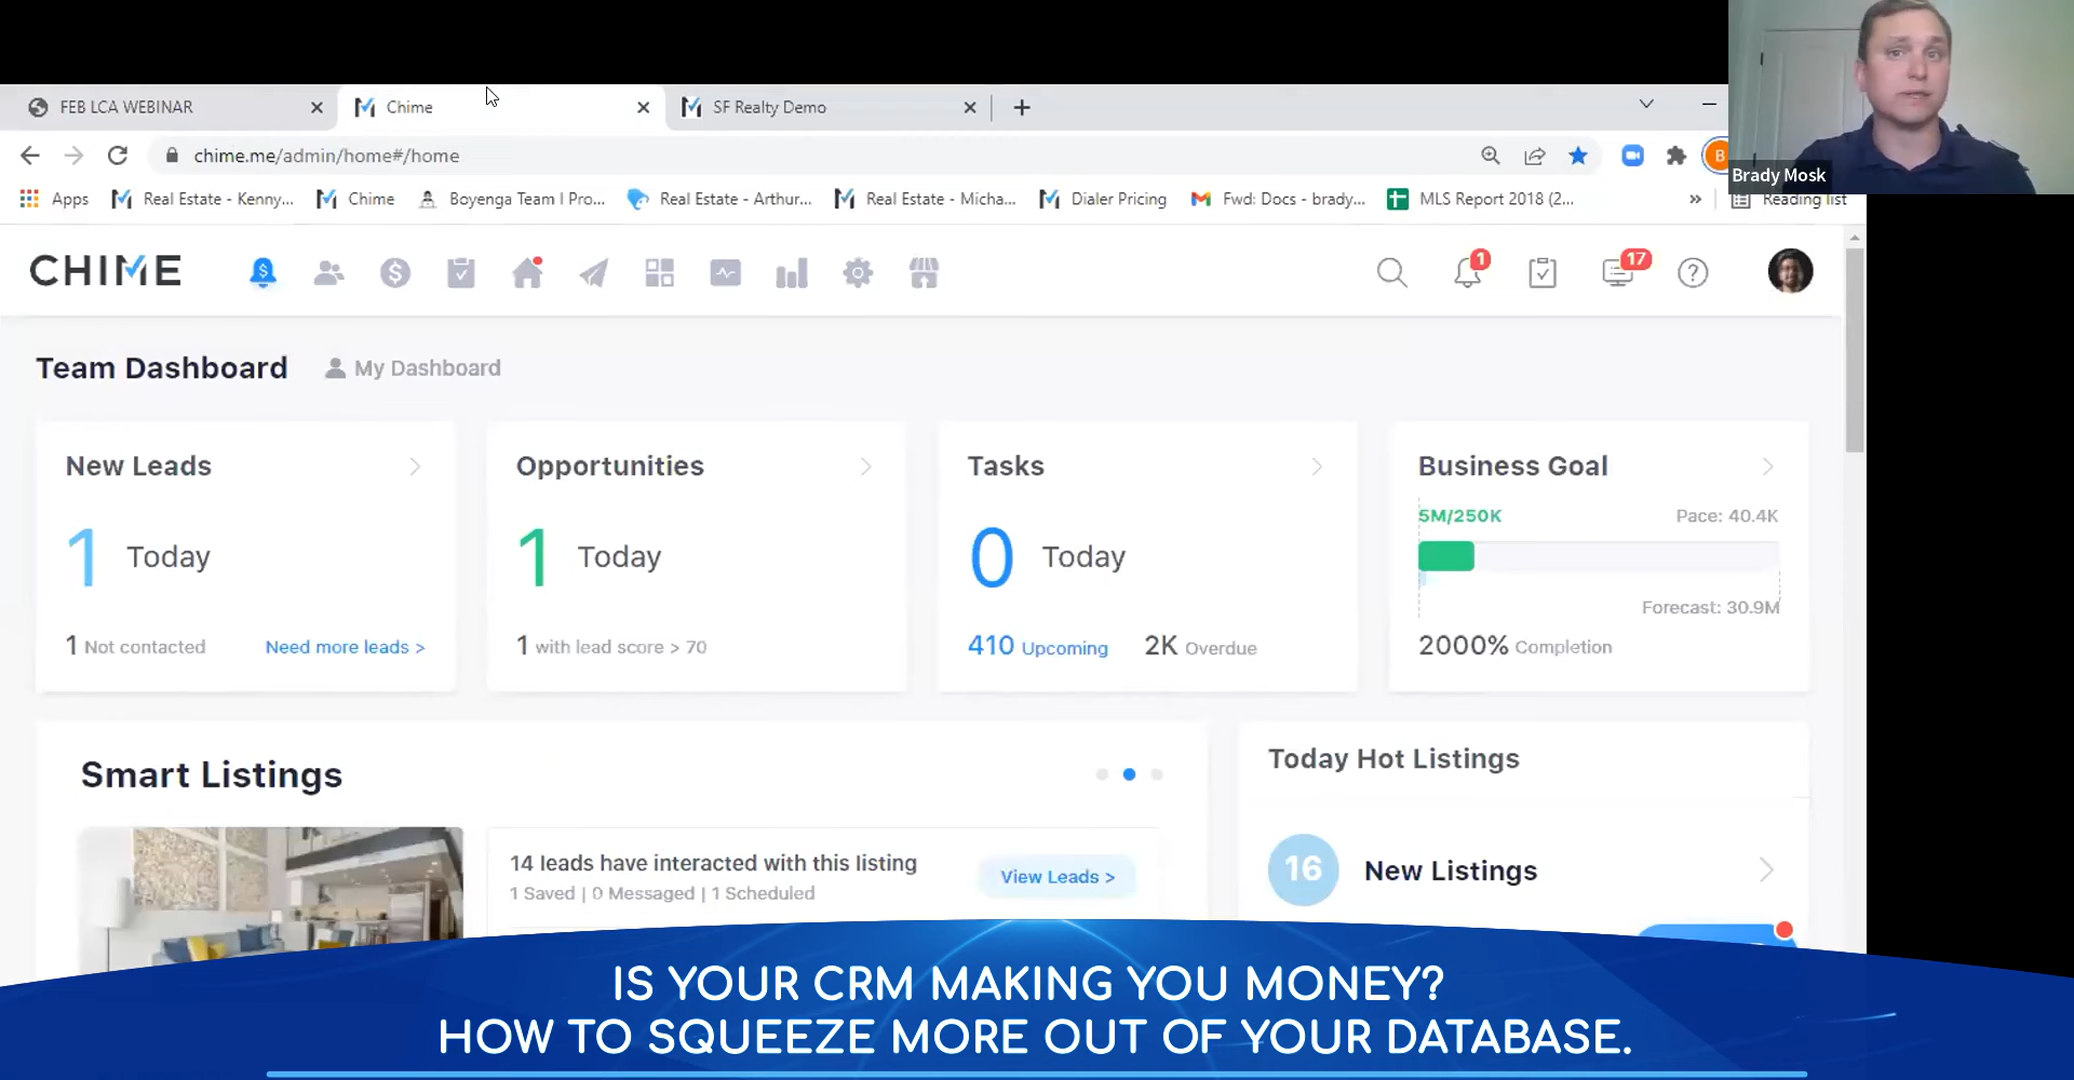 FEB LCA WEBINAR
Chime
SF Realty Demo
chime.me/admin/home#/home
Brady Mosk
Apps
Real Estate - Kenny...
Chime
Boyenga Team I Pro...
Real Estate - Arthur...
Real Estate - Micha...
Dialer Pricing
Fwd: Docs - brady...
MLS Report 2018 (2...
»
Reading list
B
CHIME
1
17
Team Dashboard
My Dashboard
New Leads
1 Today
1 Not contacted
Need more leads >
Opportunities
1 Today
1 with lead score > 70
Tasks
0 Today
410 Upcoming
2K Overdue
Business Goal
5M/250K
Pace: 40.4K
Forecast: 30.9M
2000% Completion
Smart Listings
14 leads have interacted with this listing
1 Saved | 0 Messaged | 1 Scheduled
View Leads >
Today Hot Listings
16 New Listings
IS YOUR CRM MAKING YOU MONEY?
HOW TO SQUEEZE MORE OUT OF YOUR DATABASE.